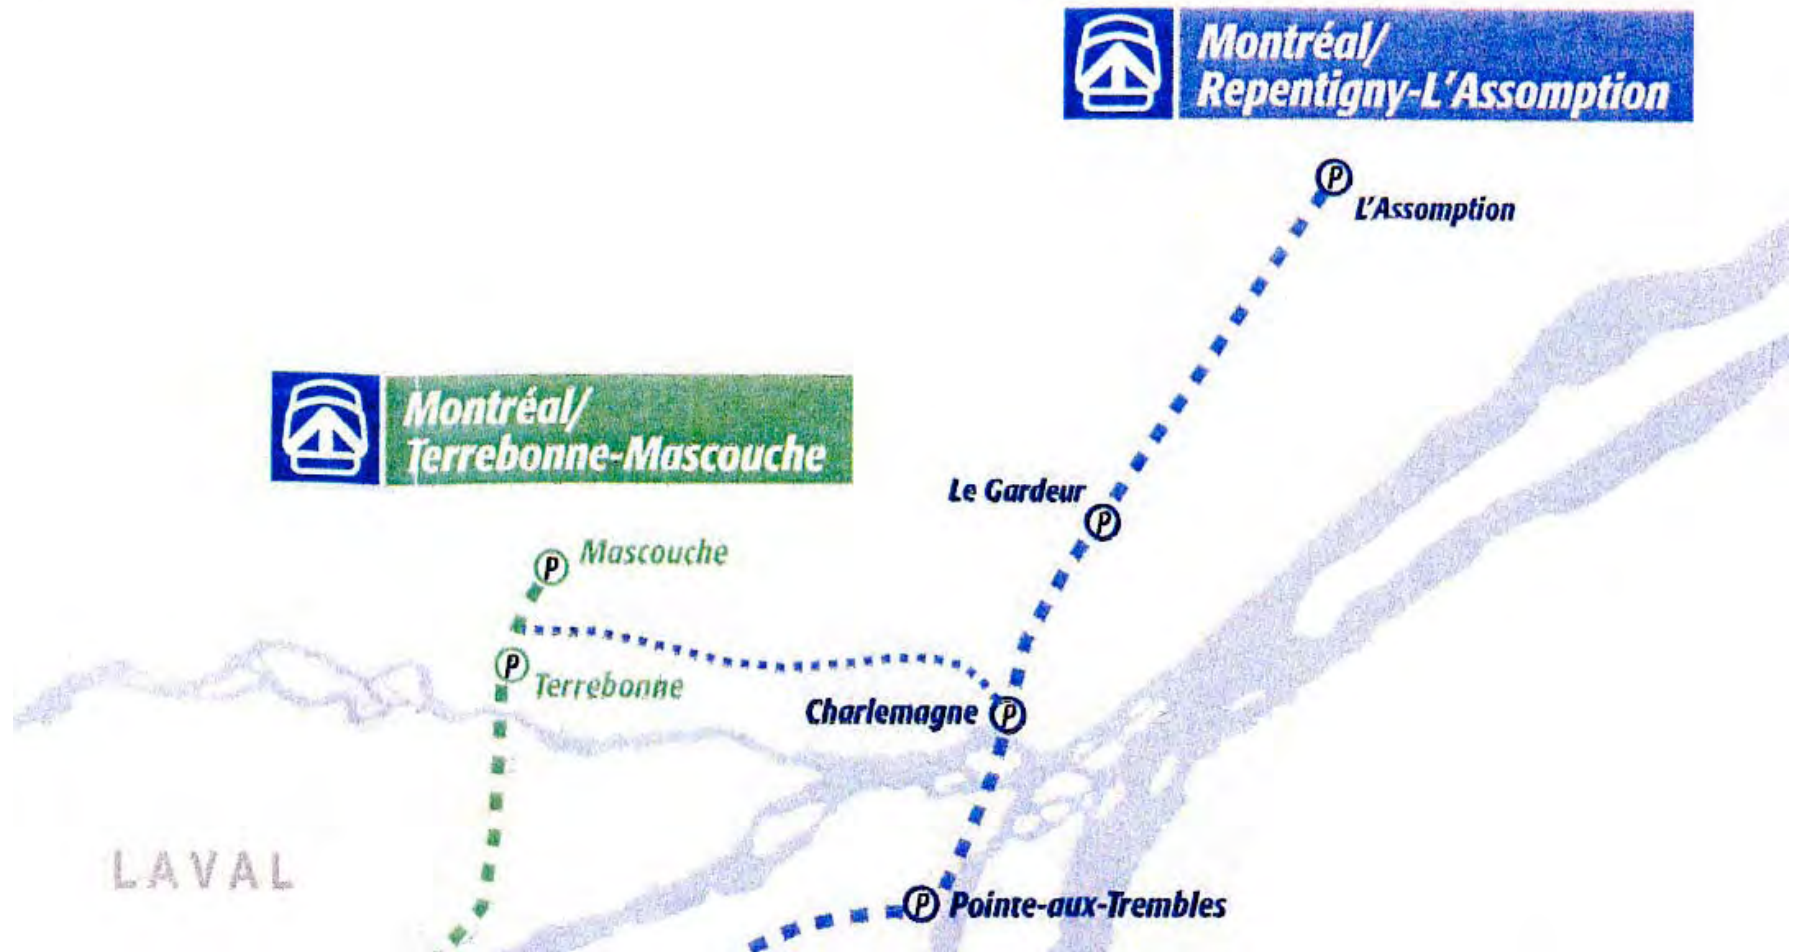 Montréal/
Repentigny-L'Assomption
P
L'Assomption
Montréal/
Terrebonne-Mascouche
Le Gardeur
P
P Mascouche
P
Terrebonne
Charlemagne P
LAVAL
P Pointe-aux-Trembles